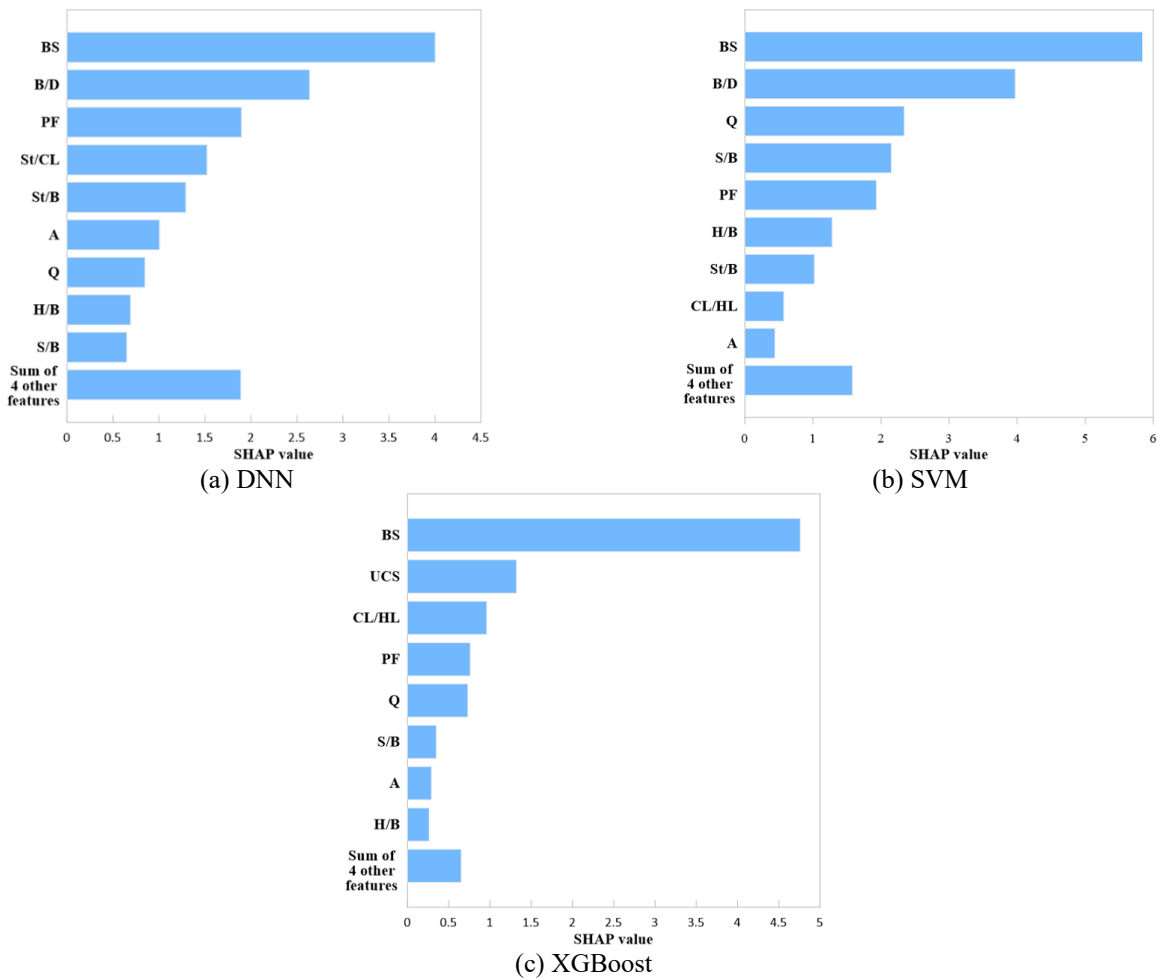 BS
B/D
PF
St/CL
St/B
A
Q
H/B
S/B
Sum of
4 other
features
0 0.5 1 1.5 2 2.5 3 3.5 4 4.5
SHAP value
(a) DNN
BS
B/D
Q
S/B
PF
H/B
St/B
CL/HL
A
Sum of
4 other
features
0 1 2 3 4 5 6
SHAP value
(b) SVM
BS
UCS
CL/HL
PF
Q
S/B
A
H/B
Sum of
4 other
features
0 0.5 1 1.5 2 2.5 3 3.5 4 4.5 5
SHAP value
(c) XGBoost